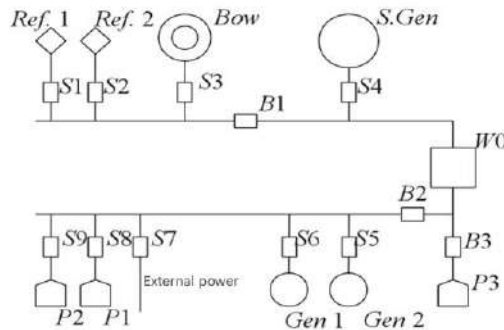 Ref. 1 Ref. 2 Bow S.Gen
S1 S2 S3 S4
B1
W0
B2
S9 S8 S7 S6 S5 B3
External power
P2 P1 Gen 1 Gen 2 P3